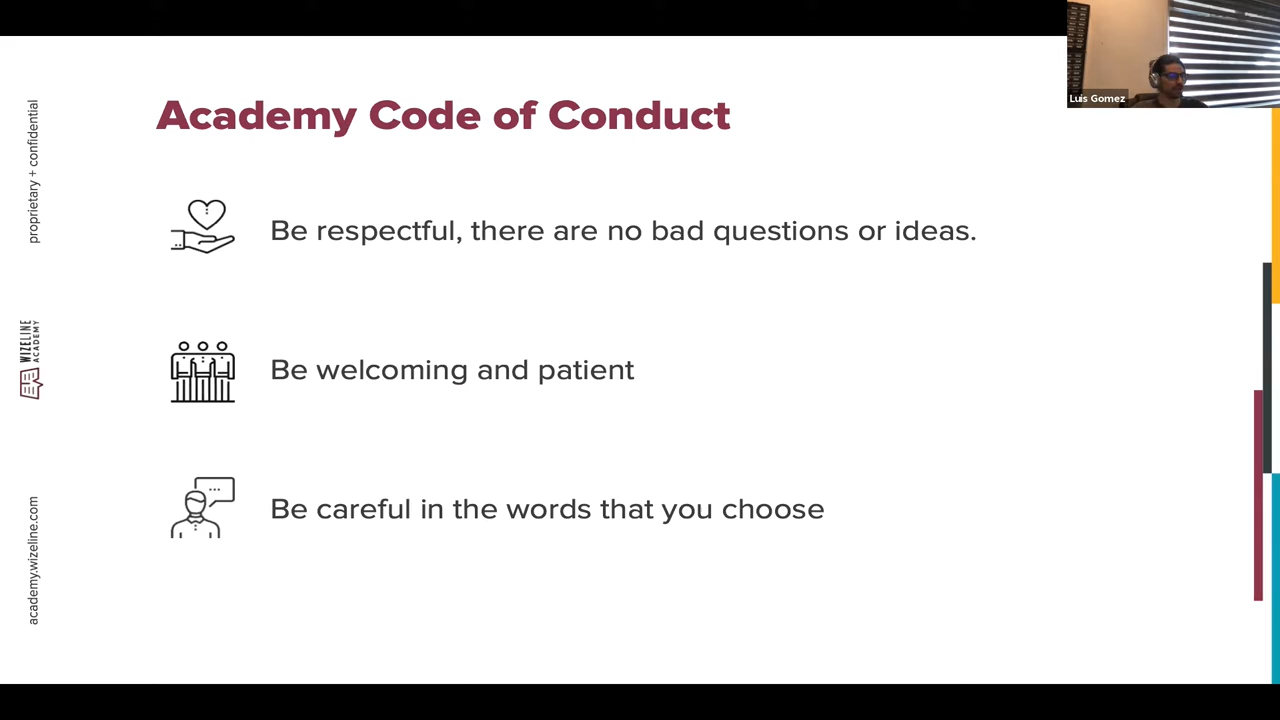 Academy Code of Conduct
Be respectful, there are no bad questions or ideas.
Be welcoming and patient
Be careful in the words that you choose
proprietary + confidential
WIZELINE
ACADEMY
academy.wizeline.com
Luis Gomez